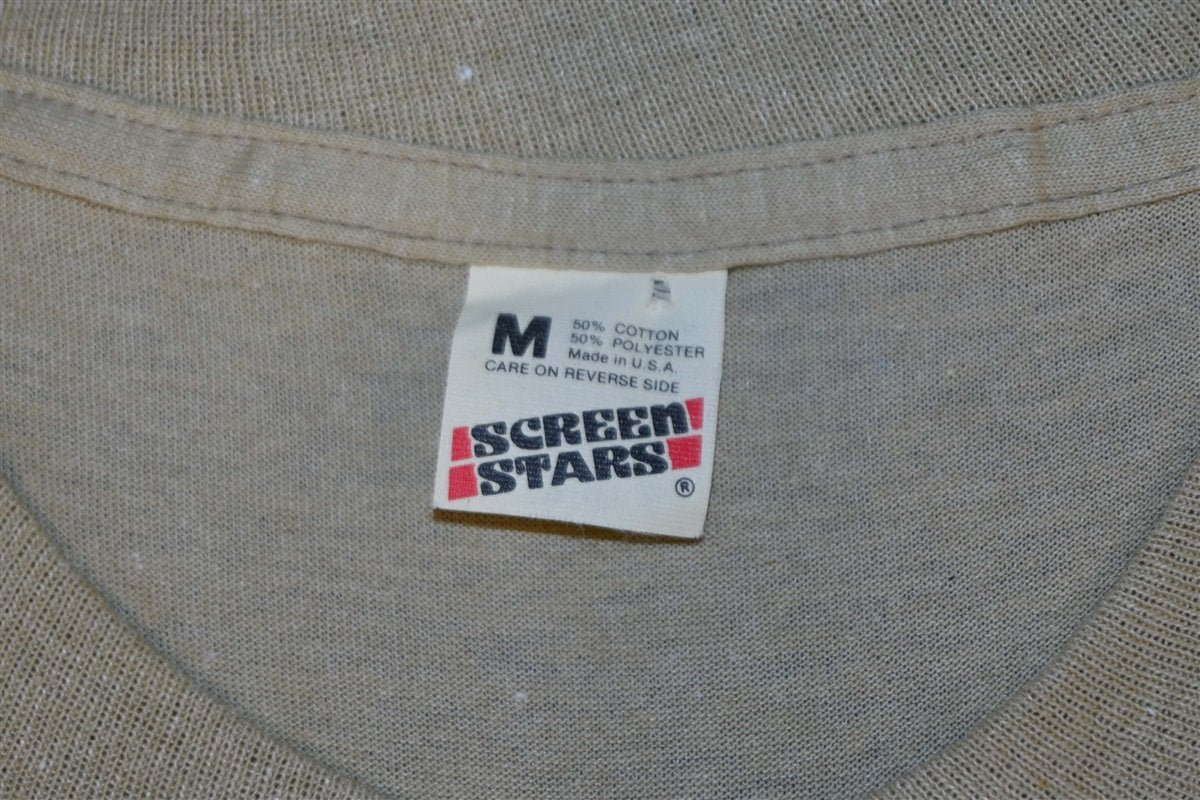 M
50% COTTON
50% POLYESTER
Made in U.S.A.
CARE ON REVERSE SIDE
SCREEN
STARS
®